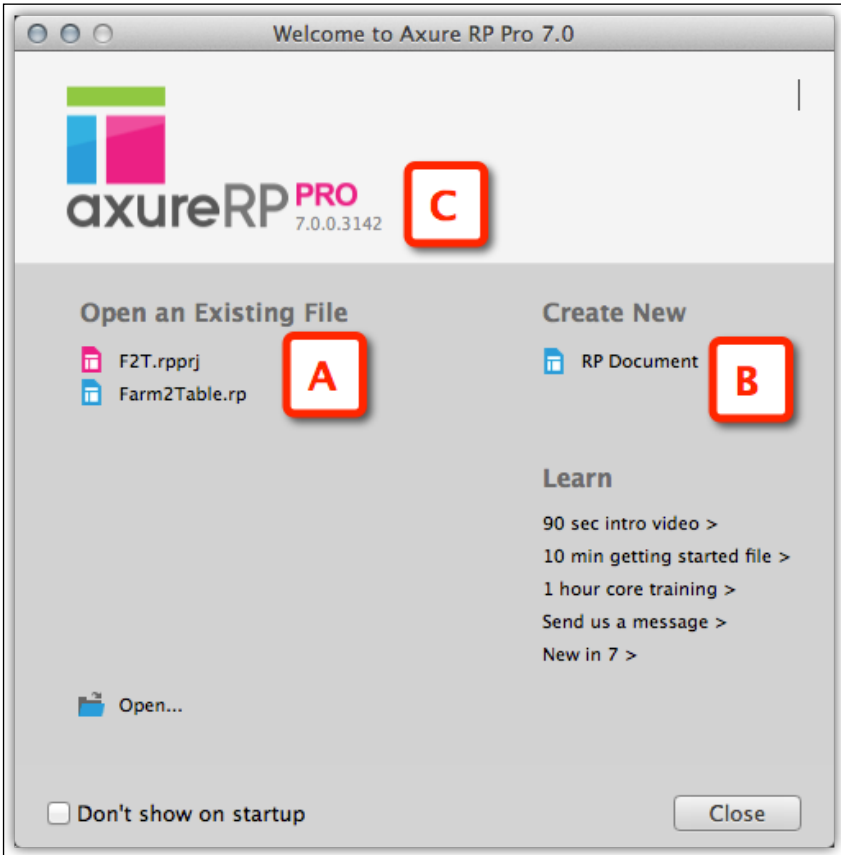 Welcome to Axure RP Pro 7.0
axureRP PRO
7.0.0.3142
C
Open an Existing File
F2T.rpprj
Farm2Table.rp
A
Create New
RP Document
B
Learn
90 sec intro video >
10 min getting started file >
1 hour core training >
Send us a message >
New in 7 >
Open...
Don't show on startup
Close